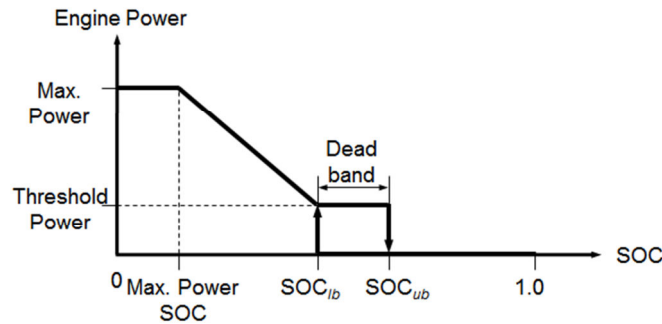 Engine Power
Max.
Power
Dead
band
Threshold
Power
SOC
0
Max. Power
SOC
SOClb
SOCub
1.0